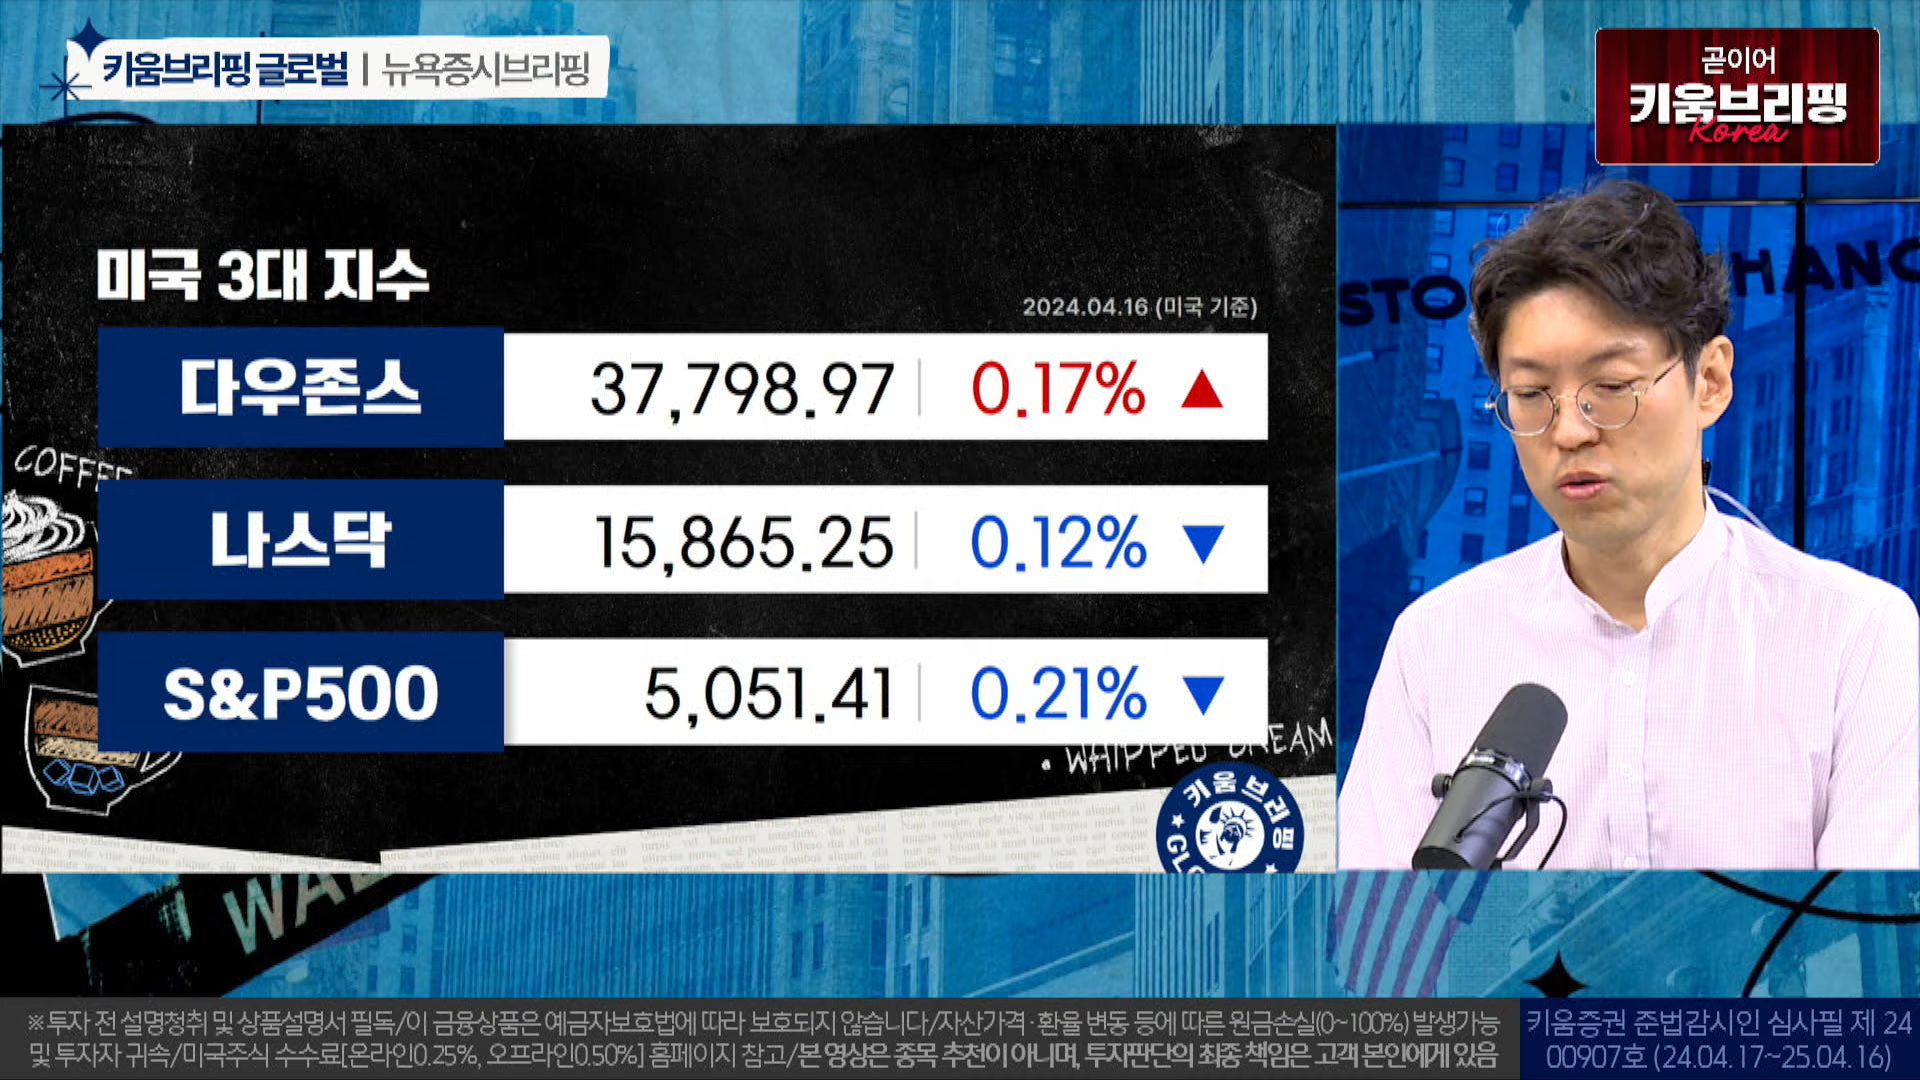 키움브리핑 글로벌 | 뉴욕증시브리핑
곧이어
키움브리핑
Korea
미국 3대 지수
2024.04.16 (미국 기준)
다우존스 37,798.97 0.17% ▲
나스닥 15,865.25 0.12% ▼
S&P500 5,051.41 0.21% ▼
COFFEE
WHIPPED CREAM
키움브리핑
STO HANC
WAL
※투자 전 설명청취 및 상품설명서 필독/이 금융상품은 예금자보호법에 따라 보호되지 않습니다/자산가격·환율 변동 등에 따른 원금손실(0~100%) 발생가능
및 투자자 귀속/미국주식 수수료[온라인0.25%, 오프라인0.50%] 홈페이지 참고/본 영상은 종목 추천이 아니며, 투자판단의 최종 책임은 고객 본인에게 있음
키움증권 준법감시인 심사필 제 24
00907호 (24.04.17~25.04.16)